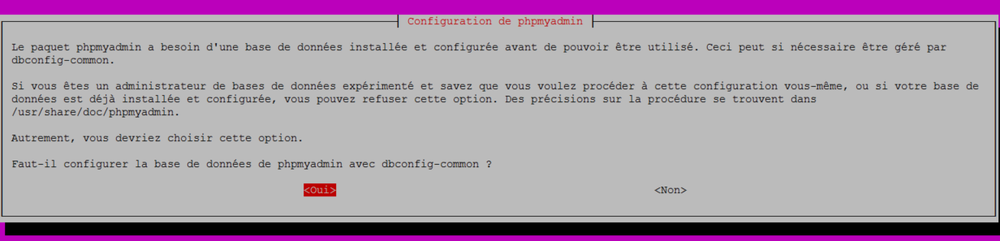 Configuration de phpmyadmin
Le paquet phpmyadmin a besoin d'une base de données installée et configurée avant de pouvoir être utilisé. Ceci peut si nécessaire être géré par
dbconfig-common.
Si vous êtes un administrateur de bases de données expérimenté et savez que vous voulez procéder à cette configuration vous-même, ou si votre base de
données est déjà installée et configurée, vous pouvez refuser cette option. Des précisions sur la procédure se trouvent dans
/usr/share/doc/phpmyadmin.
Autrement, vous devriez choisir cette option.
Faut-il configurer la base de données de phpmyadmin avec dbconfig-common ?
<Oui> <Non>